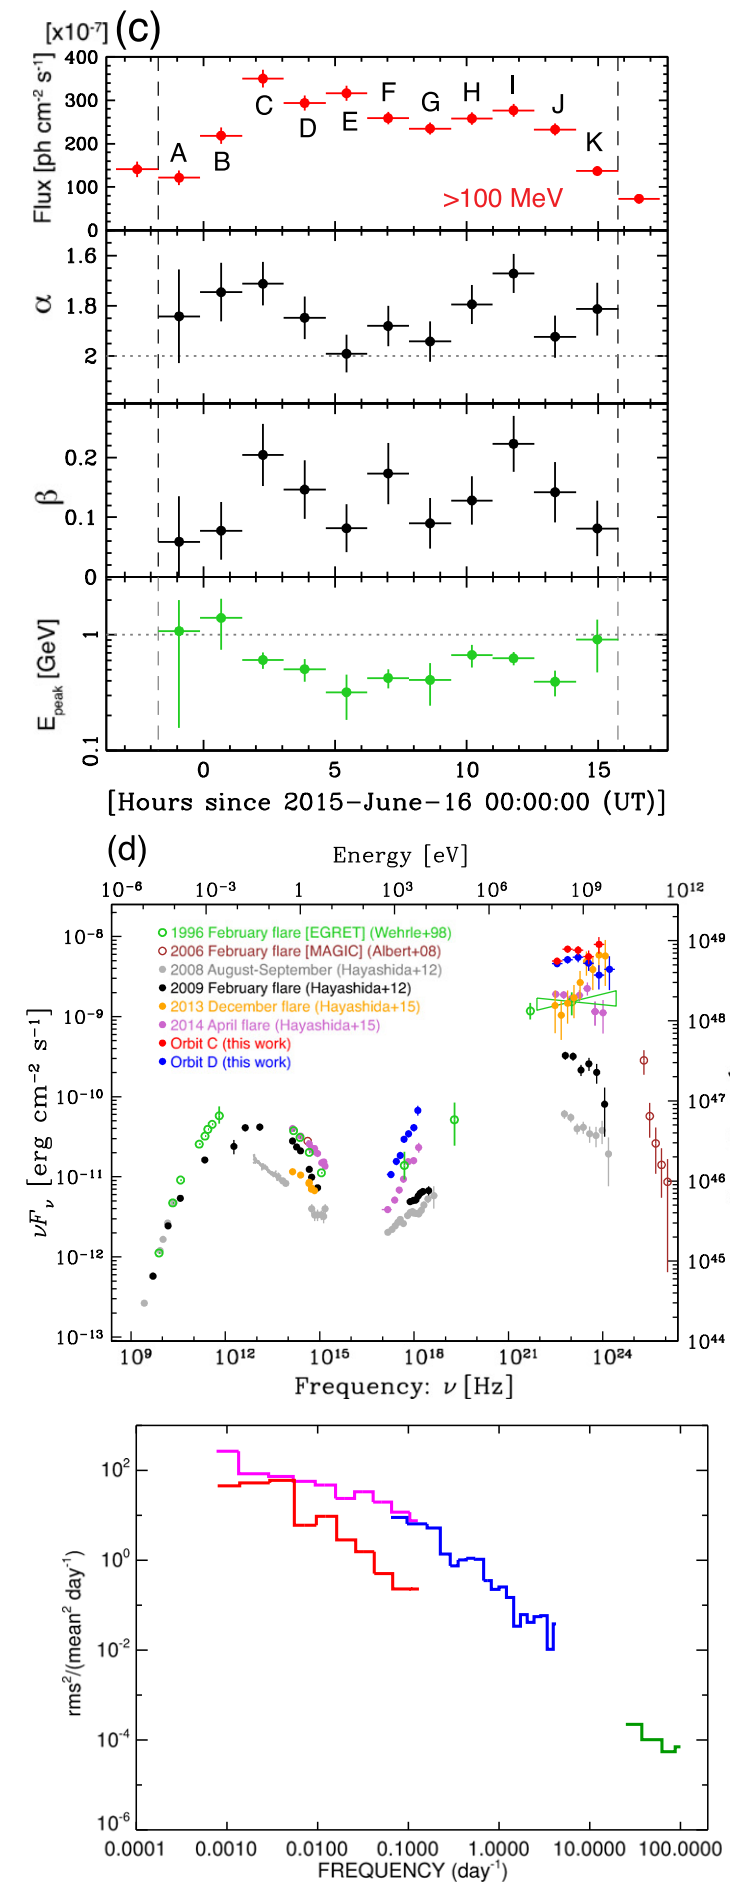 [x10⁻⁷] (c)
Flux [ph cm⁻² s⁻¹]
400
300
200
100
0
A
B
C
D
E
F
G
H
I
J
K
>100 MeV
α
1.6
1.8
2
β
0.2
0.1
0
E_peak [GeV]
1
0.1
0 5 10 15
[Hours since 2015−June−16 00:00:00 (UT)]
(d)
Energy [eV]
10⁻⁶ 10⁻³ 1 10³ 10⁶ 10⁹ 10¹²
νFν [erg cm⁻² s⁻¹]
10⁻⁸
10⁻⁹
10⁻¹⁰
10⁻¹¹
10⁻¹²
10⁻¹³
1996 February flare [EGRET] (Wehrle+98)
2006 February flare [MAGIC] (Albert+08)
2008 August-September (Hayashida+12)
2009 February flare (Hayashida+12)
2013 December flare (Hayashida+15)
2014 April flare (Hayashida+15)
Orbit C (this work)
Orbit D (this work)
10⁴⁹
10⁴⁸
10⁴⁷
10⁴⁶
10⁴⁵
10⁴⁴
10⁹ 10¹² 10¹⁵ 10¹⁸ 10²¹ 10²⁴
Frequency: ν [Hz]
rms²/(mean² day⁻¹)
10²
10⁰
10⁻²
10⁻⁴
10⁻⁶
0.0001 0.0010 0.0100 0.1000 1.0000 10.0000 100.0000
FREQUENCY (day⁻¹)